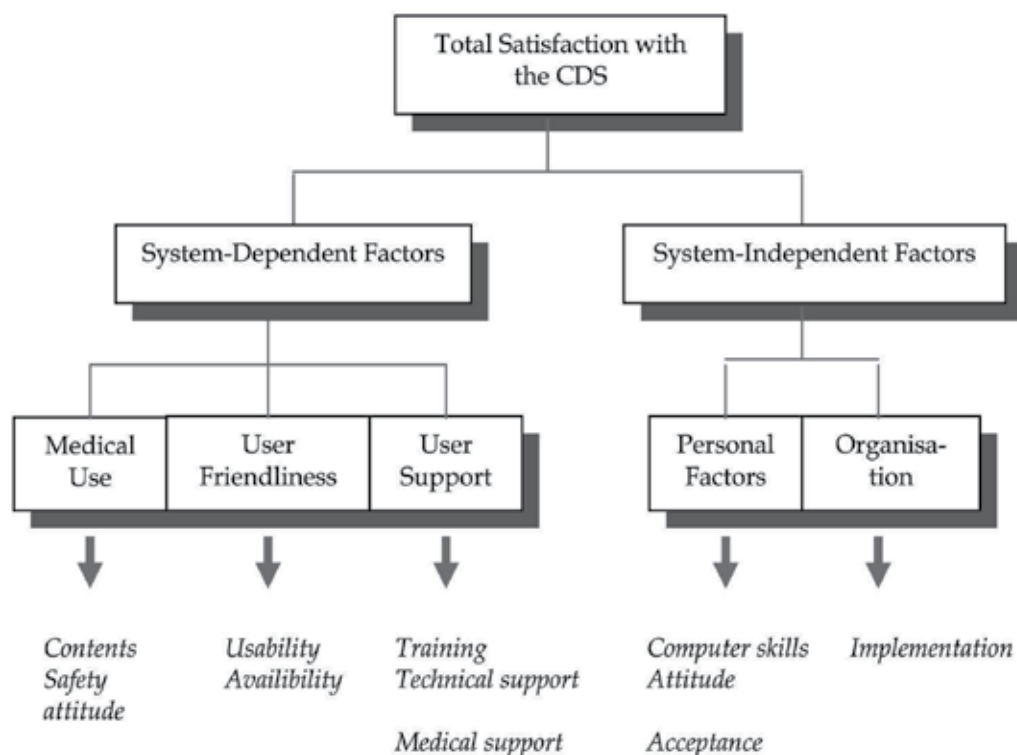 Total Satisfaction with
the CDS
System-Dependent Factors
System-Independent Factors
Medical
Use
User
Friendliness
User
Support
Personal
Factors
Organisa-
tion
Contents
Safety
attitude
Usability
Availibility
Training
Technical support
Medical support
Computer skills
Attitude
Acceptance
Implementation